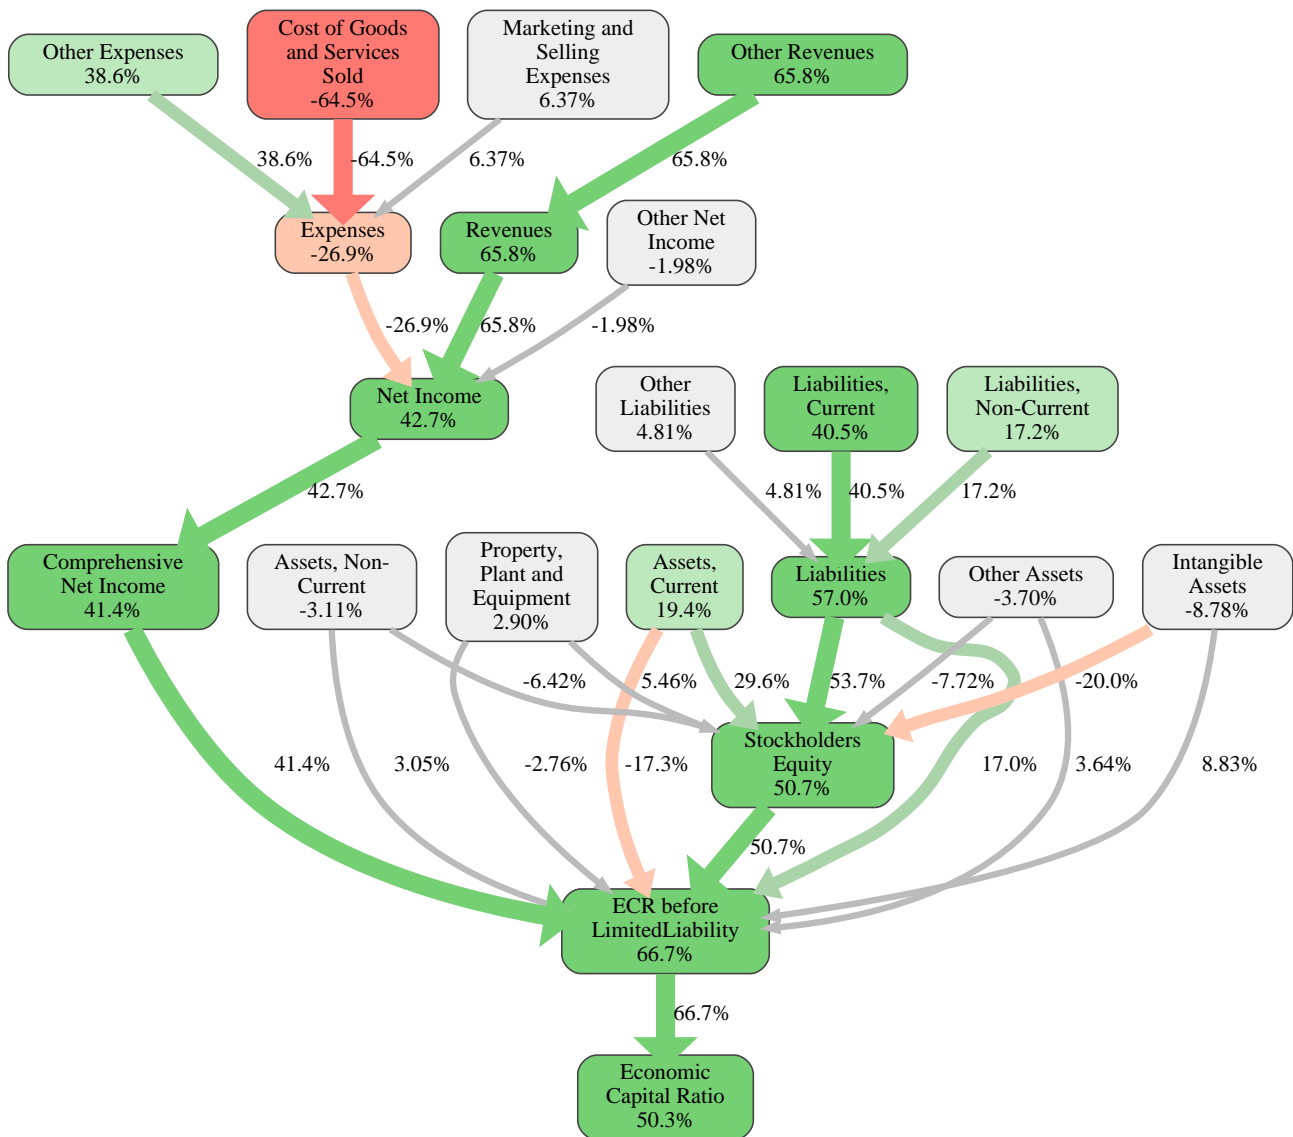 Other Expenses
38.6%
Cost of Goods
and Services
Sold
-64.5%
Marketing and
Selling
Expenses
6.37%
Other Revenues
65.8%
38.6%
-64.5%
6.37%
65.8%
Expenses
-26.9%
Revenues
65.8%
Other Net
Income
-1.98%
-26.9%
65.8%
-1.98%
Net Income
42.7%
Other
Liabilities
4.81%
Liabilities,
Current
40.5%
Liabilities,
Non-Current
17.2%
42.7%
4.81%
40.5%
17.2%
Comprehensive
Net Income
41.4%
Assets, Non-
Current
-3.11%
Property,
Plant and
Equipment
2.90%
Assets,
Current
19.4%
Liabilities
57.0%
Other Assets
-3.70%
Intangible
Assets
-8.78%
-6.42%
5.46%
29.6%
53.7%
-7.72%
-20.0%
Stockholders
Equity
50.7%
41.4%
3.05%
-2.76%
-17.3%
17.0%
3.64%
8.83%
50.7%
ECR before
LimitedLiability
66.7%
66.7%
Economic
Capital Ratio
50.3%